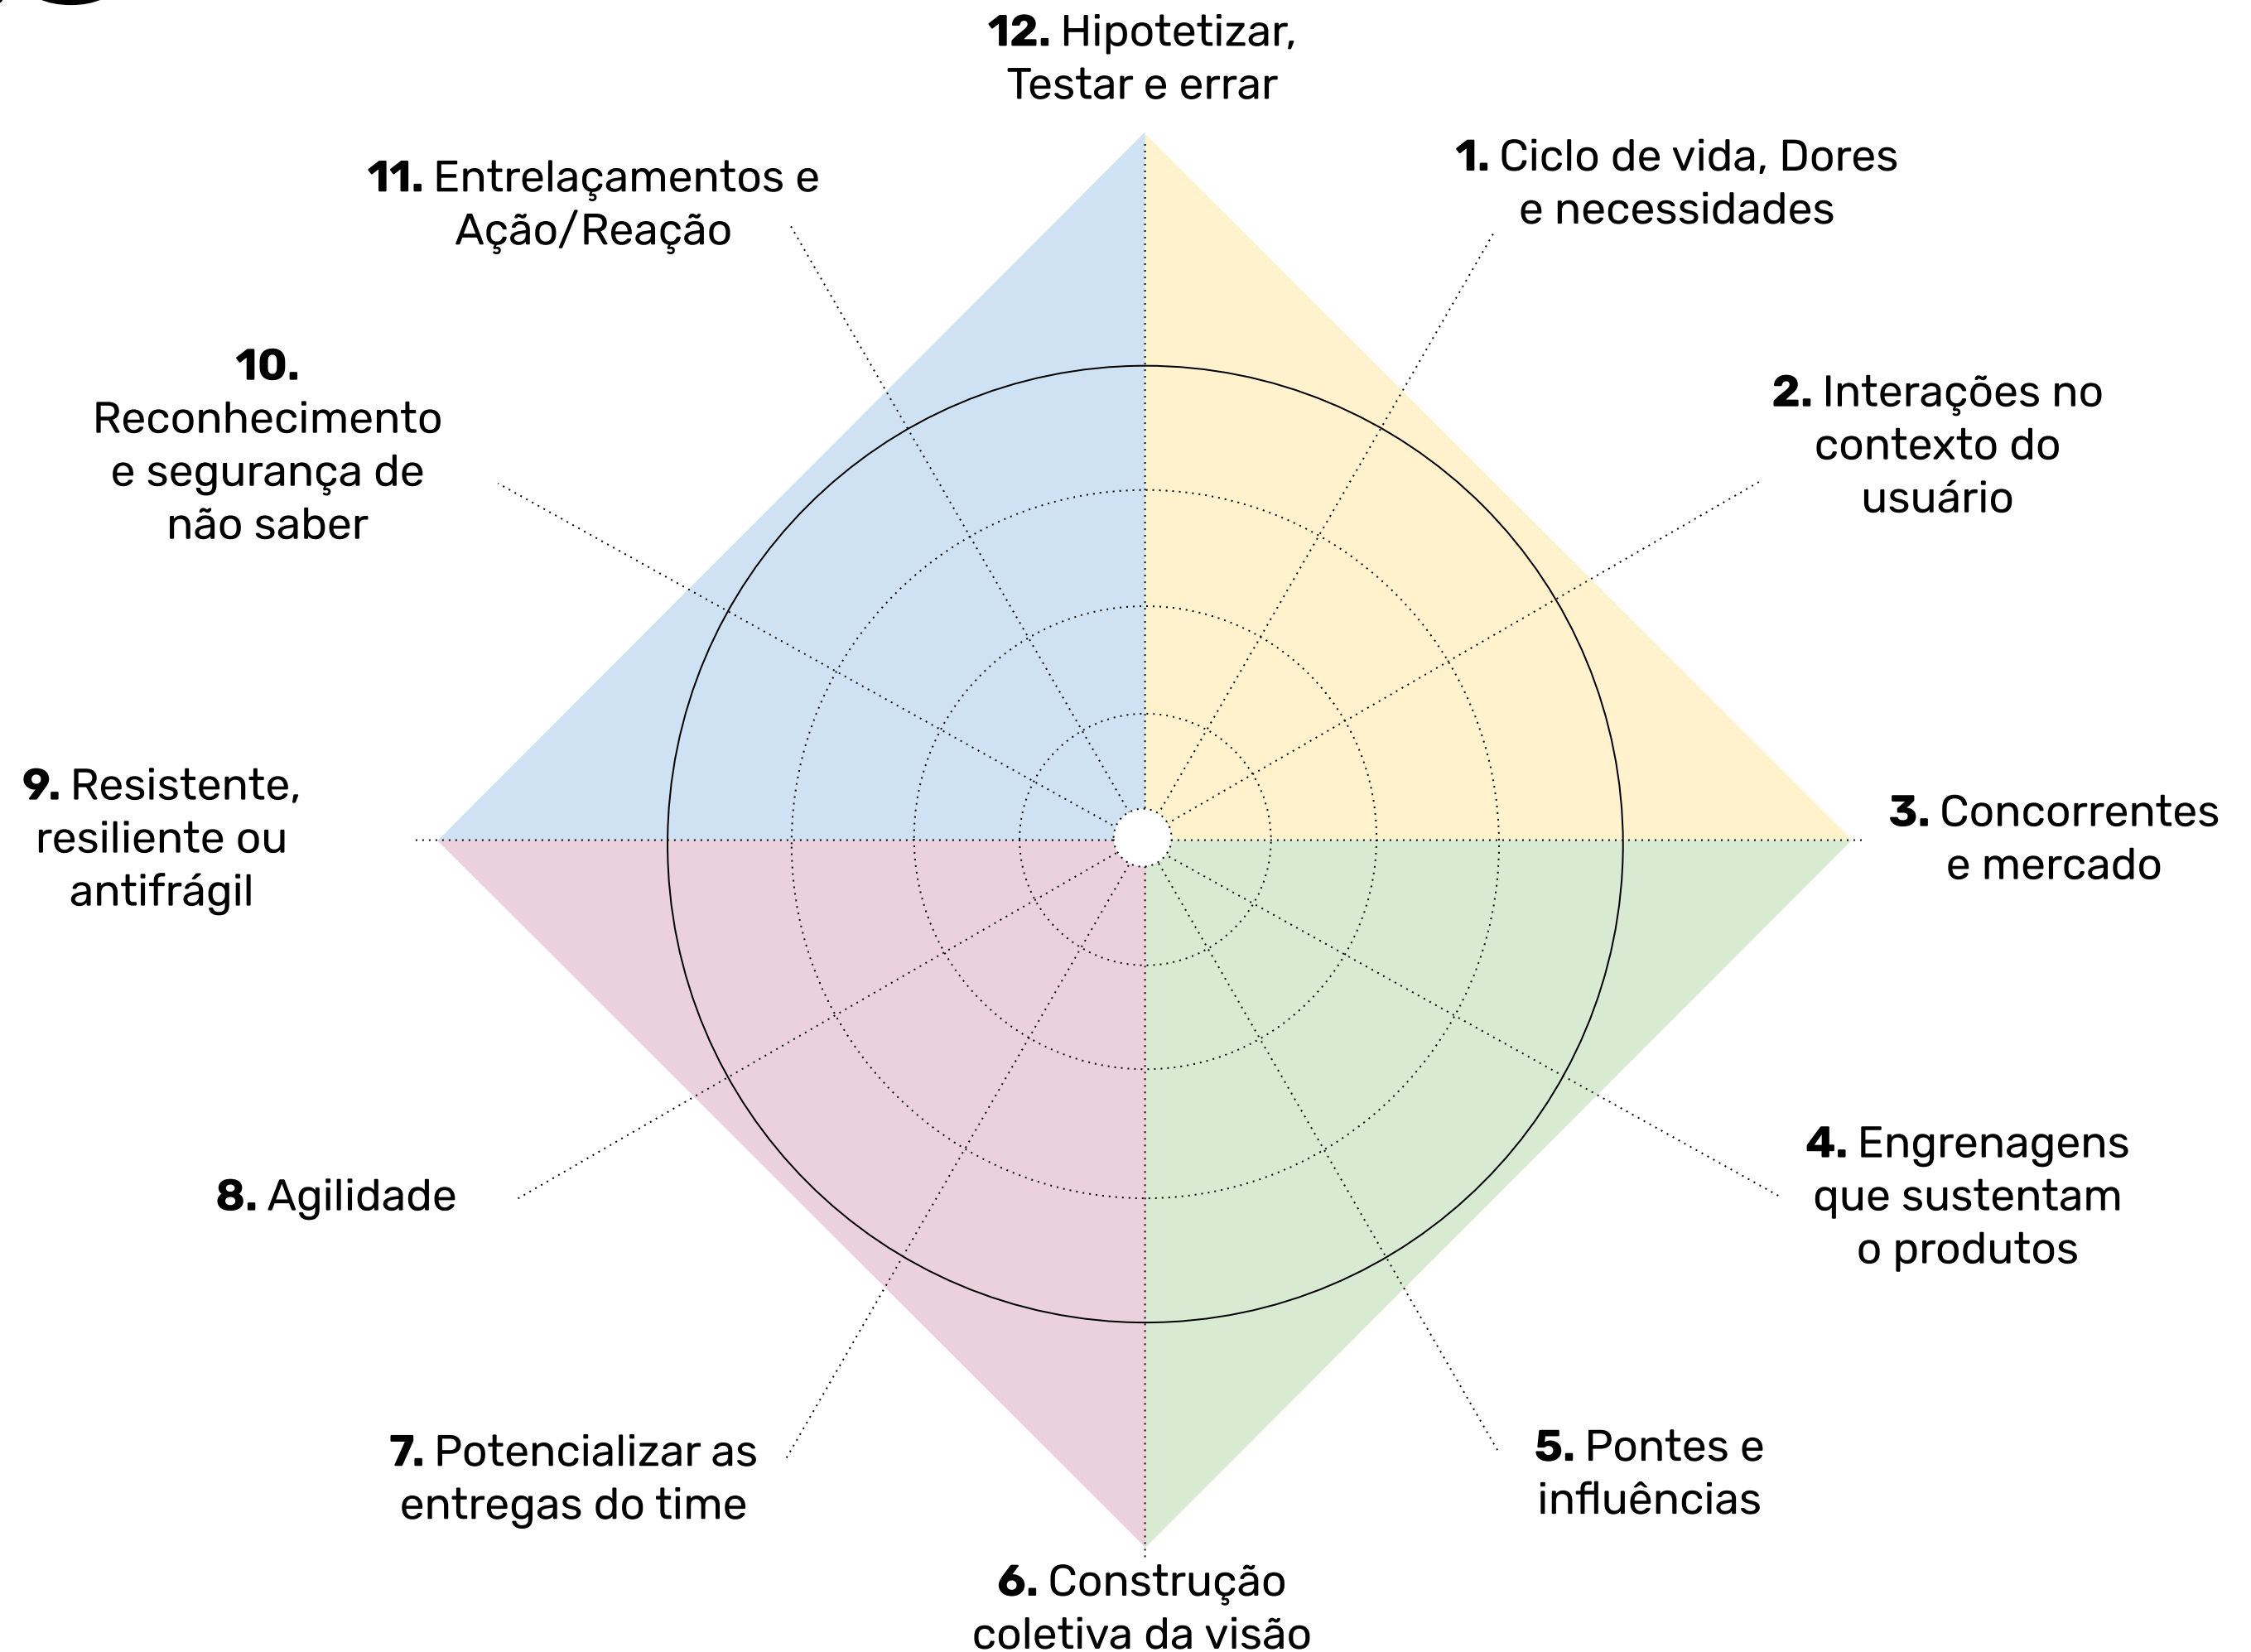 12. Hipotetizar,
Testar e errar
1. Ciclo de vida, Dores
e necessidades
2. Interações no
contexto do
usuário
3. Concorrentes
e mercado
4. Engrenagens
que sustentam
o produtos
5. Pontes e
influências
6. Construção
coletiva da visão
7. Potencializar as
entregas do time
8. Agilidade
9. Resistente,
resiliente ou
antifrágil
10.
Reconhecimento
e segurança de
não saber
11. Entrelaçamentos e
Ação/Reação